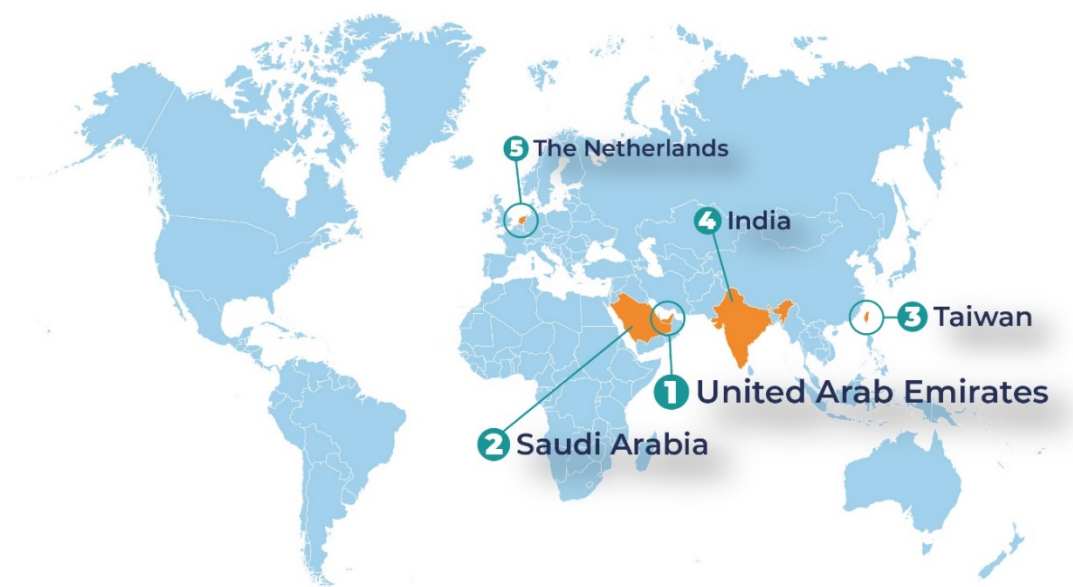 5 The Netherlands
4 India
3 Taiwan
1 United Arab Emirates
2 Saudi Arabia